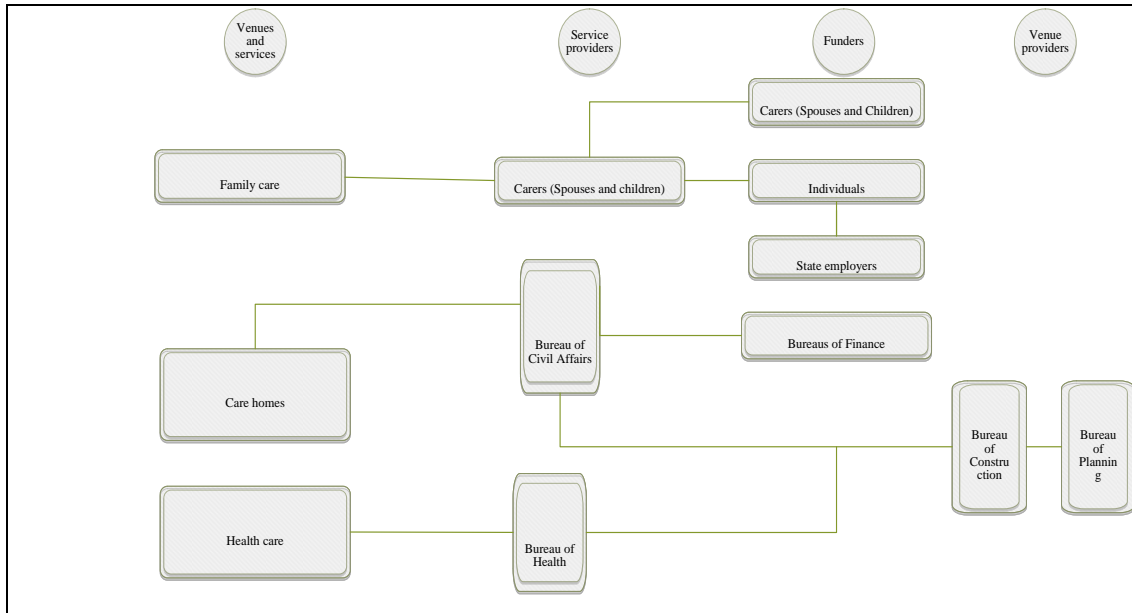 Venues
and
services
Service
providers
Funders
Venue
providers
Carers (Spouses and Children)
Family care
Carers (Spouses and children)
Individuals
State employers
Bureau of
Civil Affairs
Bureaus of Finance
Care homes
Bureau
of
Constru
ction
Bureau
of
Plannin
g
Health care
Bureau of
Health